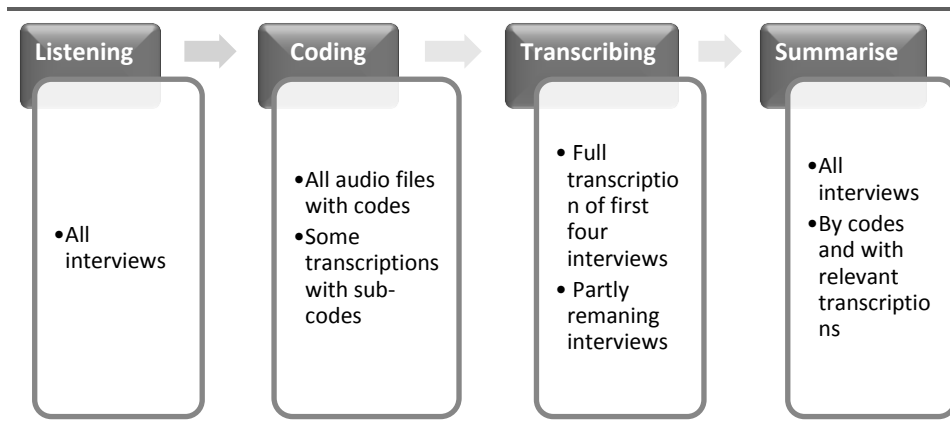 Listening
Coding
Transcribing
Summarise
•All
interviews
•All audio files
with codes
•Some
transcriptions
with sub-
codes
• Full
transcriptio
n of first
four
interviews
• Partly
remaning
interviews
•All
interviews
•By codes
and with
relevant
transcriptio
ns